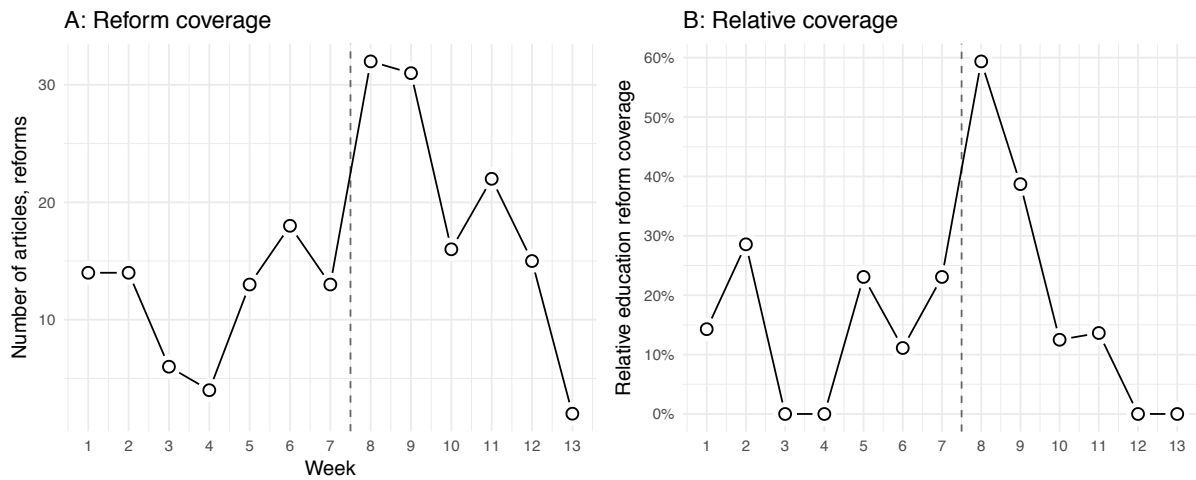 A: Reform coverage
Number of articles, reforms
30
20
10
1 2 3 4 5 6 7 8 9 10 11 12 13
Week
B: Relative coverage
Relative education reform coverage
60%
50%
40%
30%
20%
10%
0%
1 2 3 4 5 6 7 8 9 10 11 12 13